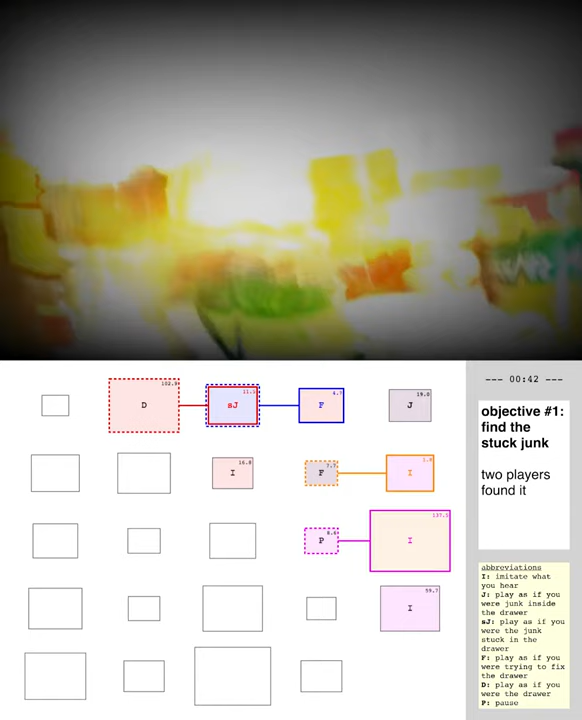 102.9
D
11.1
sJ
4.7
F
19.0
J
16.8
I
7.7
F
I
8.6
P
137.5
I
59.7
I
--- 00:42 ---
objective #1:
find the
stuck junk
two players
found it
abbreviations
I: imitate what
you hear
J: play as if you
were junk inside
the drawer
sJ: play as if you
were the junk
stuck in the
drawer
F: play as if you
were trying to fix
the drawer
D: play as if you
were the drawer
P: pause